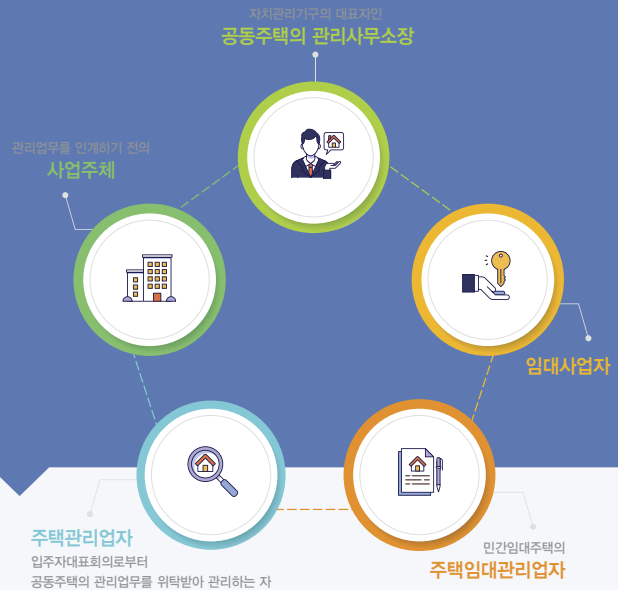 자치관리기구의 대표자인
공동주택의 관리사무소장
관리업무를 인계하기 전의
사업주체
임대사업자
주택관리업자
입주자대표회의로부터
공동주택의 관리업무를 위탁받아 관리하는 자
민간임대주택의
주택임대관리업자